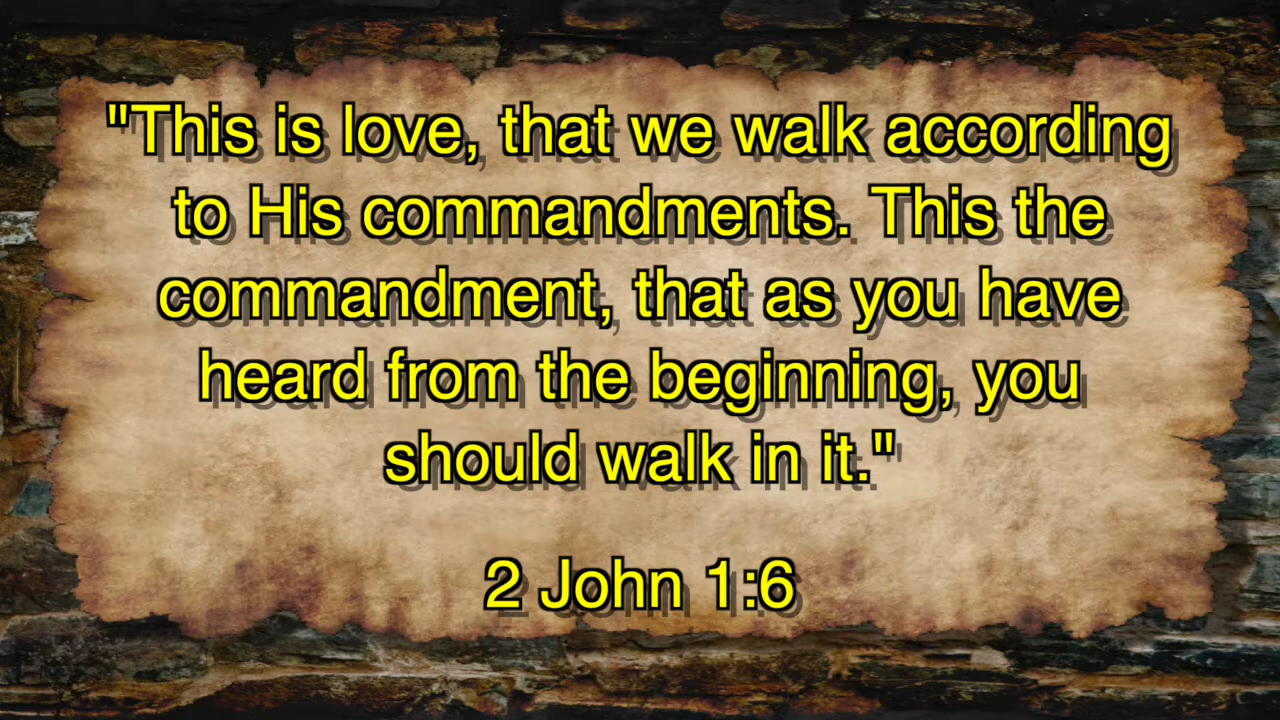 "This is love, that we walk according
to His commandments. This the
commandment, that as you have
heard from the beginning, you
should walk in it."
2 John 1:6